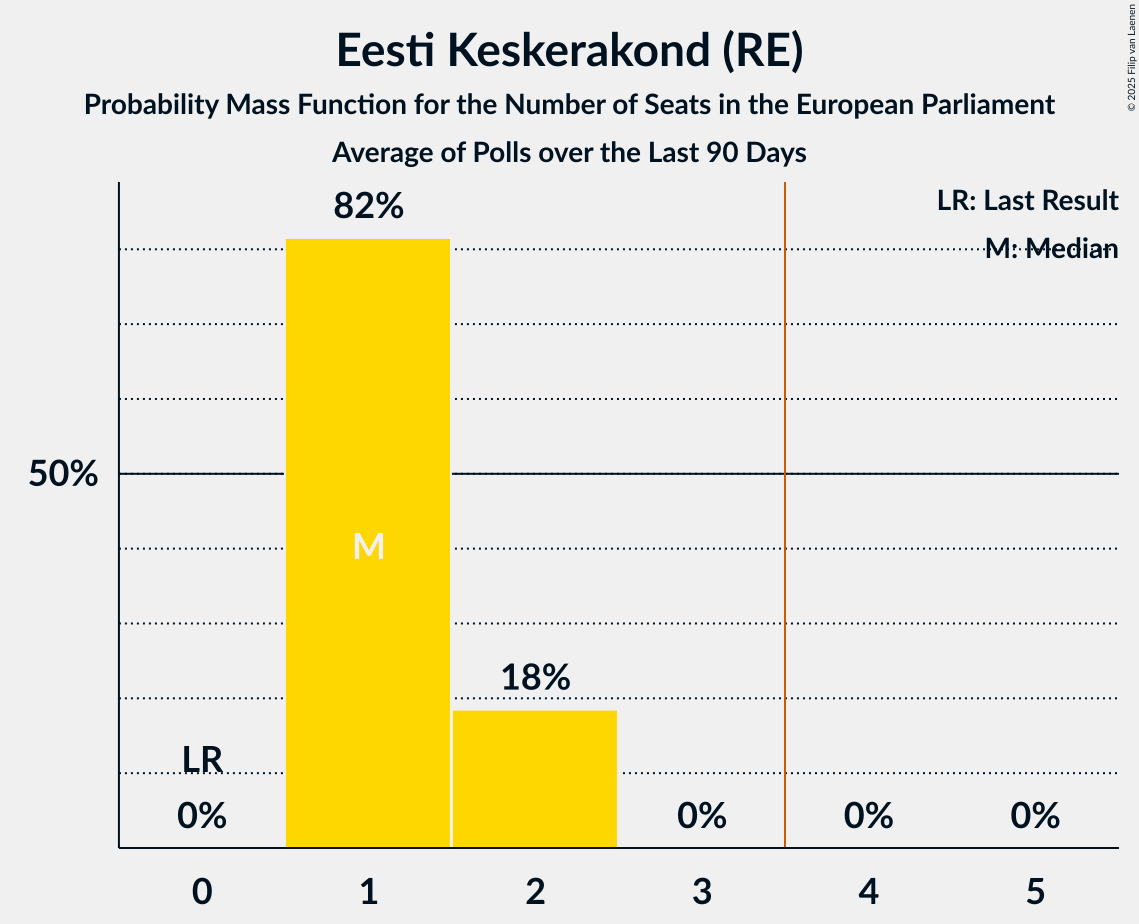 Eesti Keskerakond (RE)
Probability Mass Function for the Number of Seats in the European Parliament
Average of Polls over the Last 90 Days
© 2025 Filip van Laenen
LR: Last Result
M: Median
82%
50%
M
18%
LR
0%
0%
0%
0%
0
1
2
3
4
5